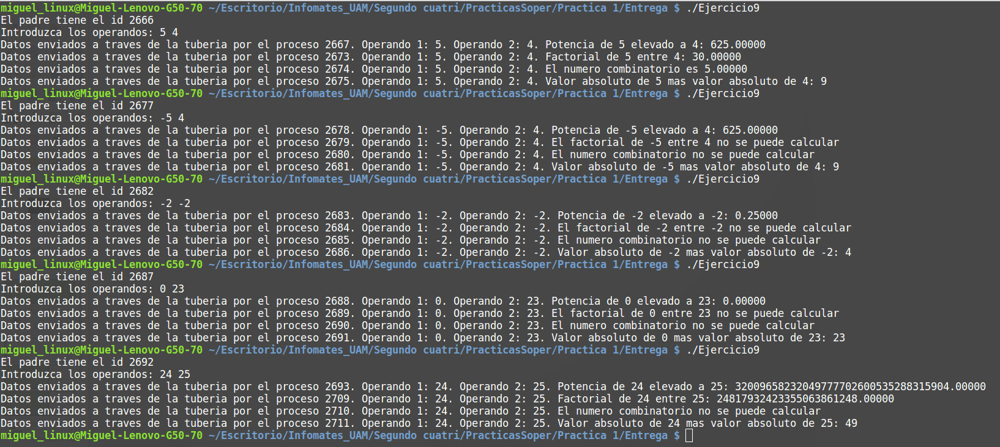 miguel_linux@Miguel-Lenovo-G50-70 ~/Escritorio/Infomates_UAM/Segundo cuatri/PracticasSoper/Practica 1/Entrega $ ./Ejercicio9
El padre tiene el id 2666
Introduzca los operandos: 5 4
Datos enviados a traves de la tuberia por el proceso 2667. Operando 1: 5. Operando 2: 4. Potencia de 5 elevado a 4: 625.00000
Datos enviados a traves de la tuberia por el proceso 2673. Operando 1: 5. Operando 2: 4. Factorial de 5 entre 4: 30.00000
Datos enviados a traves de la tuberia por el proceso 2674. Operando 1: 5. Operando 2: 4. El numero combinatorio es 5.00000
Datos enviados a traves de la tuberia por el proceso 2675. Operando 1: 5. Operando 2: 4. Valor absoluto de 5 mas valor absoluto de 4: 9
miguel_linux@Miguel-Lenovo-G50-70 ~/Escritorio/Infomates_UAM/Segundo cuatri/PracticasSoper/Practica 1/Entrega $ ./Ejercicio9
El padre tiene el id 2677
Introduzca los operandos: -5 4
Datos enviados a traves de la tuberia por el proceso 2678. Operando 1: -5. Operando 2: 4. Potencia de -5 elevado a 4: 625.00000
Datos enviados a traves de la tuberia por el proceso 2679. Operando 1: -5. Operando 2: 4. El factorial de -5 entre 4 no se puede calcular
Datos enviados a traves de la tuberia por el proceso 2680. Operando 1: -5. Operando 2: 4. El numero combinatorio no se puede calcular
Datos enviados a traves de la tuberia por el proceso 2681. Operando 1: -5. Operando 2: 4. Valor absoluto de -5 mas valor absoluto de 4: 9
miguel_linux@Miguel-Lenovo-G50-70 ~/Escritorio/Infomates_UAM/Segundo cuatri/PracticasSoper/Practica 1/Entrega $ ./Ejercicio9
El padre tiene el id 2682
Introduzca los operandos: -2 -2
Datos enviados a traves de la tuberia por el proceso 2683. Operando 1: -2. Operando 2: -2. Potencia de -2 elevado a -2: 0.25000
Datos enviados a traves de la tuberia por el proceso 2684. Operando 1: -2. Operando 2: -2. El factorial de -2 entre -2 no se puede calcular
Datos enviados a traves de la tuberia por el proceso 2685. Operando 1: -2. Operando 2: -2. El numero combinatorio no se puede calcular
Datos enviados a traves de la tuberia por el proceso 2686. Operando 1: -2. Operando 2: -2. Valor absoluto de -2 mas valor absoluto de -2: 4
miguel_linux@Miguel-Lenovo-G50-70 ~/Escritorio/Infomates_UAM/Segundo cuatri/PracticasSoper/Practica 1/Entrega $ ./Ejercicio9
El padre tiene el id 2687
Introduzca los operandos: 0 23
Datos enviados a traves de la tuberia por el proceso 2688. Operando 1: 0. Operando 2: 23. Potencia de 0 elevado a 23: 0.00000
Datos enviados a traves de la tuberia por el proceso 2689. Operando 1: 0. Operando 2: 23. El factorial de 0 entre 23 no se puede calcular
Datos enviados a traves de la tuberia por el proceso 2690. Operando 1: 0. Operando 2: 23. El numero combinatorio no se puede calcular
Datos enviados a traves de la tuberia por el proceso 2691. Operando 1: 0. Operando 2: 23. Valor absoluto de 0 mas valor absoluto de 23: 23
miguel_linux@Miguel-Lenovo-G50-70 ~/Escritorio/Infomates_UAM/Segundo cuatri/PracticasSoper/Practica 1/Entrega $ ./Ejercicio9
El padre tiene el id 2692
Introduzca los operandos: 24 25
Datos enviados a traves de la tuberia por el proceso 2693. Operando 1: 24. Operando 2: 25. Potencia de 24 elevado a 25: 32009658232049777702600535288315904.00000
Datos enviados a traves de la tuberia por el proceso 2709. Operando 1: 24. Operando 2: 25. Factorial de 24 entre 25: 24817932423355063861248.00000
Datos enviados a traves de la tuberia por el proceso 2710. Operando 1: 24. Operando 2: 25. El numero combinatorio no se puede calcular
Datos enviados a traves de la tuberia por el proceso 2711. Operando 1: 24. Operando 2: 25. Valor absoluto de 24 mas valor absoluto de 25: 49
miguel_linux@Miguel-Lenovo-G50-70 ~/Escritorio/Infomates_UAM/Segundo cuatri/PracticasSoper/Practica 1/Entrega $